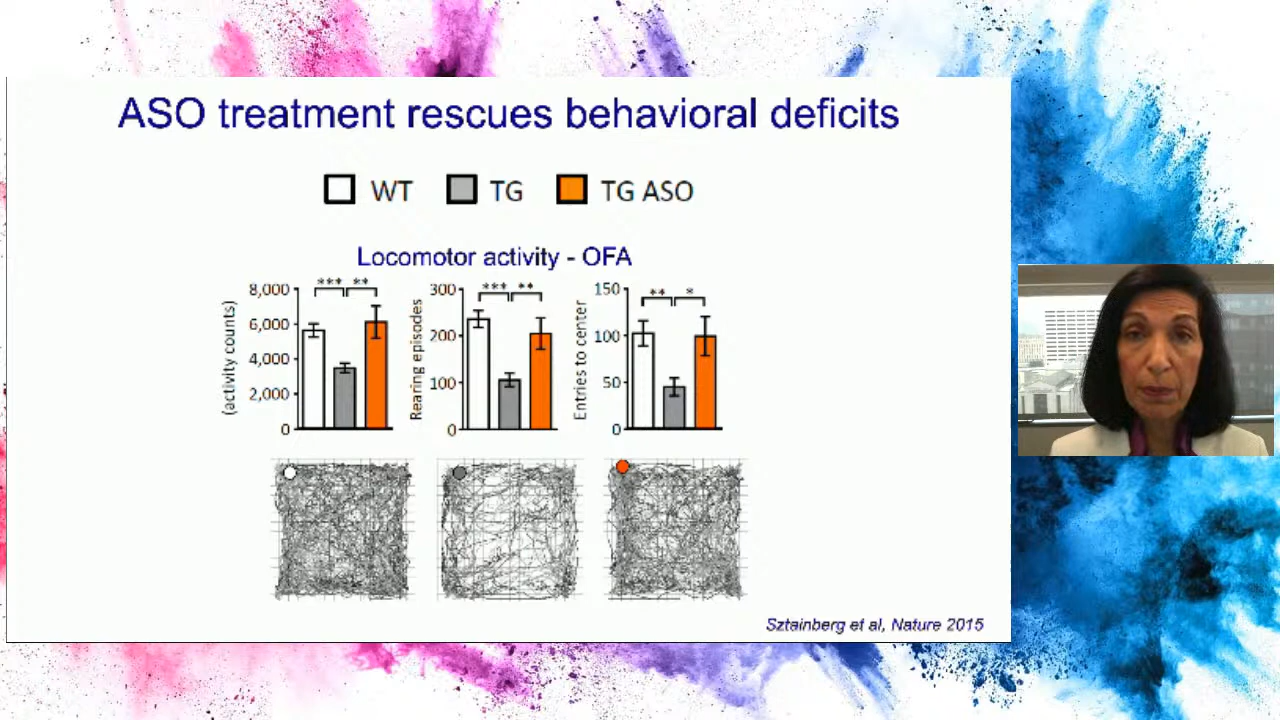 ASO treatment rescues behavioral deficits
WT TG TG ASO
Locomotor activity - OFA
(activity counts)
8,000
6,000
4,000
2,000
0
*** **
Rearing episodes
300
200
100
0
*** **
Entries to center
150
100
50
0
** *
Sztainberg et al, Nature 2015